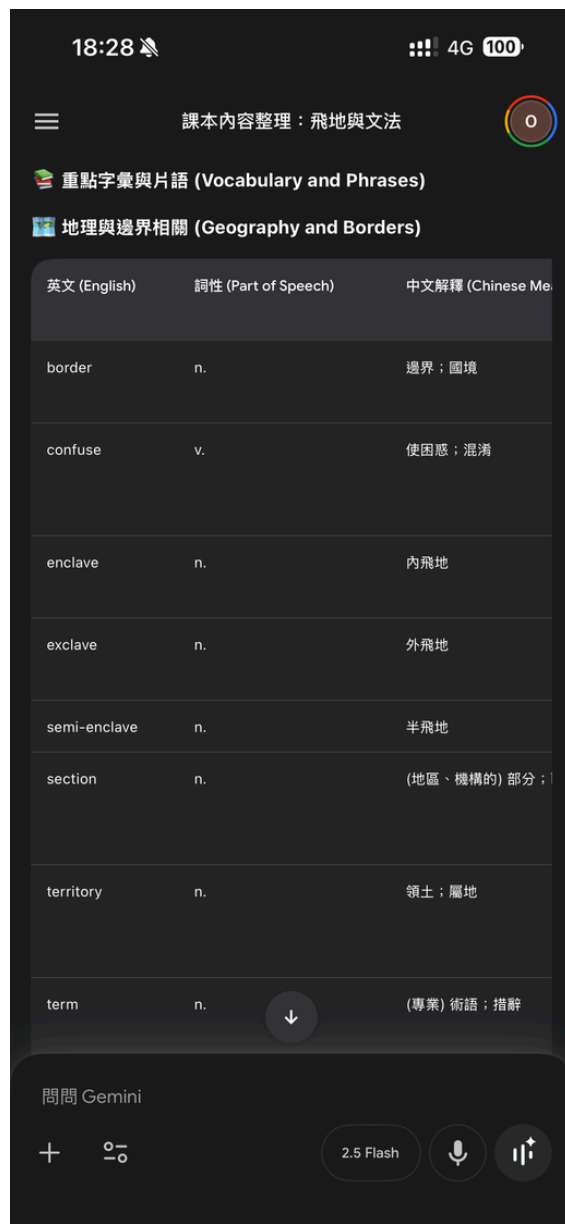 18:28
4G 100
課本內容整理：飛地與文法
O
重點字彙與片語 (Vocabulary and Phrases)
地理與邊界相關 (Geography and Borders)
英文 (English) 詞性 (Part of Speech) 中文解釋 (Chinese Me
border n. 邊界；國境
confuse v. 使困惑；混淆
enclave n. 內飛地
exclave n. 外飛地
semi-enclave n. 半飛地
section n. (地區、機構的) 部分；
territory n. 領土；屬地
term n. (專業) 術語；措辭
問問 Gemini
2.5 Flash